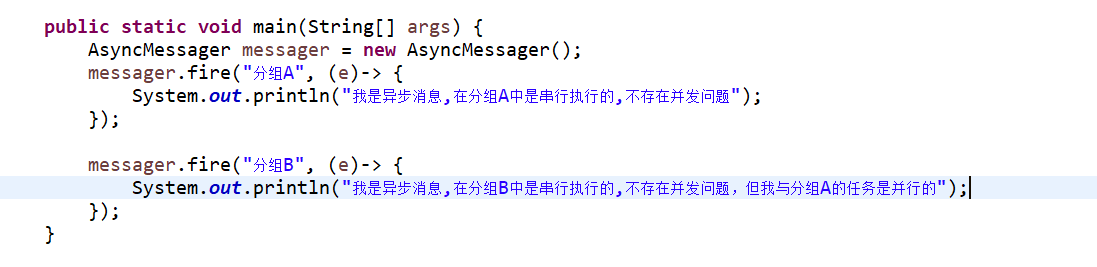 public static void main(String[] args) {
    AsyncMessager messager = new AsyncMessager();
    messager.fire("分组A", (e)-> {
        System.out.println("我是异步消息,在分组A中是串行执行的,不存在并发问题");
    });

    messager.fire("分组B", (e)-> {
        System.out.println("我是异步消息,在分组B中是串行执行的,不存在并发问题，但我与分组A的任务是并行的");
    });
}